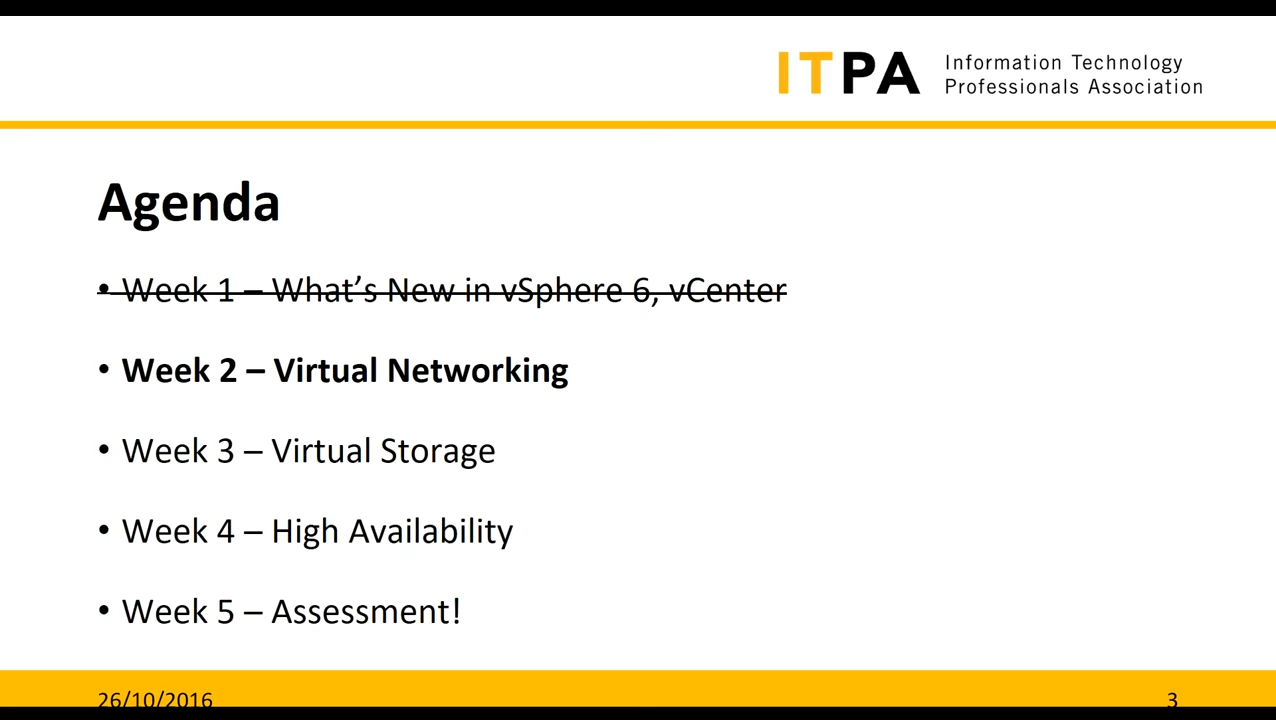 ITPA Information Technology
Professionals Association
Agenda
• Week 1 – What's New in vSphere 6, vCenter
• Week 2 – Virtual Networking
• Week 3 – Virtual Storage
• Week 4 – High Availability
• Week 5 – Assessment!
26/10/2016 3